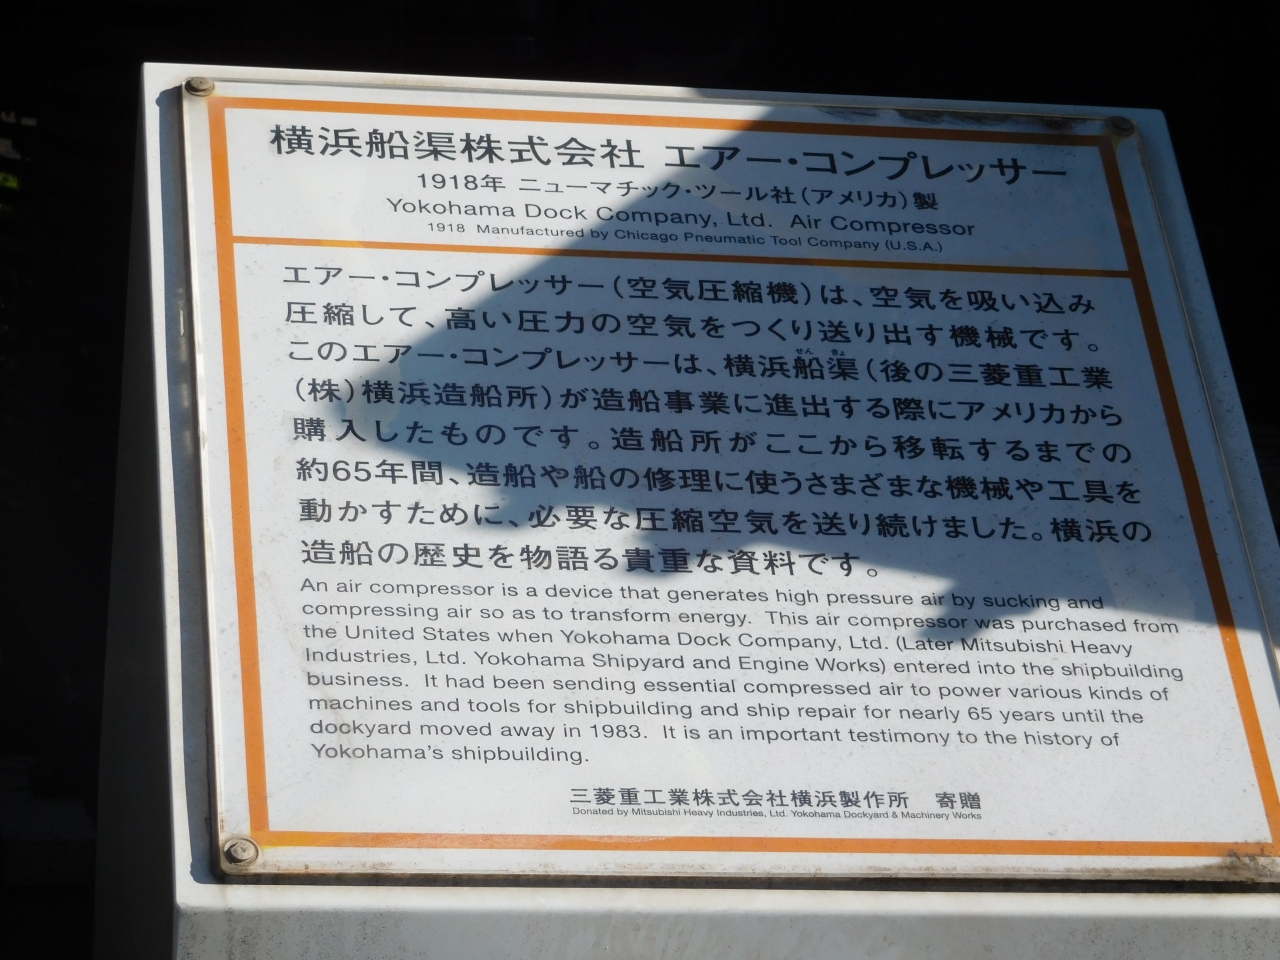 横浜船渠株式会社 エアー・コンプレッサー
1918年 ニューマチック・ツール社(アメリカ)製
Yokohama Dock Company, Ltd. Air Compressor
1918 Manufactured by Chicago Pneumatic Tool Company (U.S.A.)
エアー・コンプレッサー(空気圧縮機)は、空気を吸い込み
圧縮して、高い圧力の空気をつくり送り出す機械です。
せん きょ
このエアー・コンプレッサーは、横浜船渠(後の三菱重工業
(株)横浜造船所)が造船事業に進出する際にアメリカから
購入したものです。造船所がここから移転するまでの
約65年間、造船や船の修理に使うさまざまな機械や工具を
動かすために、必要な圧縮空気を送り続けました。横浜の
造船の歴史を物語る貴重な資料です。
An air compressor is a device that generates high pressure air by sucking and
compressing air so as to transform energy. This air compressor was purchased from
the United States when Yokohama Dock Company, Ltd. (Later Mitsubishi Heavy
Industries, Ltd. Yokohama Shipyard and Engine Works) entered into the shipbuilding
business. It had been sending essential compressed air to power various kinds of
machines and tools for shipbuilding and ship repair for nearly 65 years until the
dockyard moved away in 1983. It is an important testimony to the history of
Yokohama's shipbuilding.
三菱重工業株式会社横浜製作所 寄贈
Donated by Mitsubishi Heavy Industries, Ltd. Yokohama Dockyard & Machinery Works